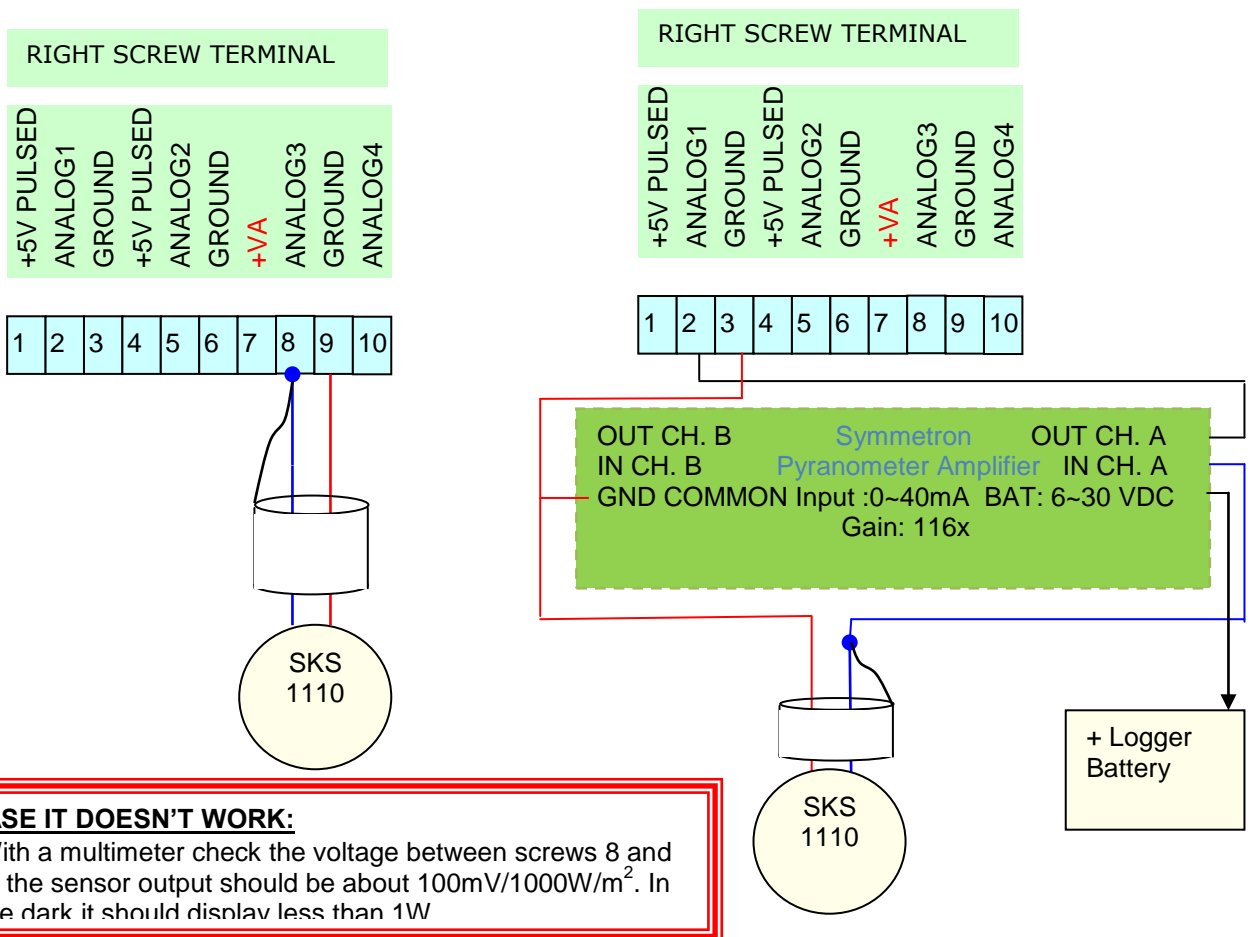 RIGHT SCREW TERMINAL
+5V PULSED
ANALOG1
GROUND
+5V PULSED
ANALOG2
GROUND
+VA
ANALOG3
GROUND
ANALOG4
1 2 3 4 5 6 7 8 9 10
SKS
1110
RIGHT SCREW TERMINAL
+5V PULSED
ANALOG1
GROUND
+5V PULSED
ANALOG2
GROUND
+VA
ANALOG3
GROUND
ANALOG4
1 2 3 4 5 6 7 8 9 10
OUT CH. B Symmetron OUT CH. A
IN CH. B Pyranometer Amplifier IN CH. A
GND COMMON Input :0~40mA BAT: 6~30 VDC
Gain: 116x
SKS
1110
+ Logger
Battery
ASE IT DOESN'T WORK:
With a multimeter check the voltage between screws 8 and
the sensor output should be about 100mV/1000W/m². In
e dark it should display less than 1W